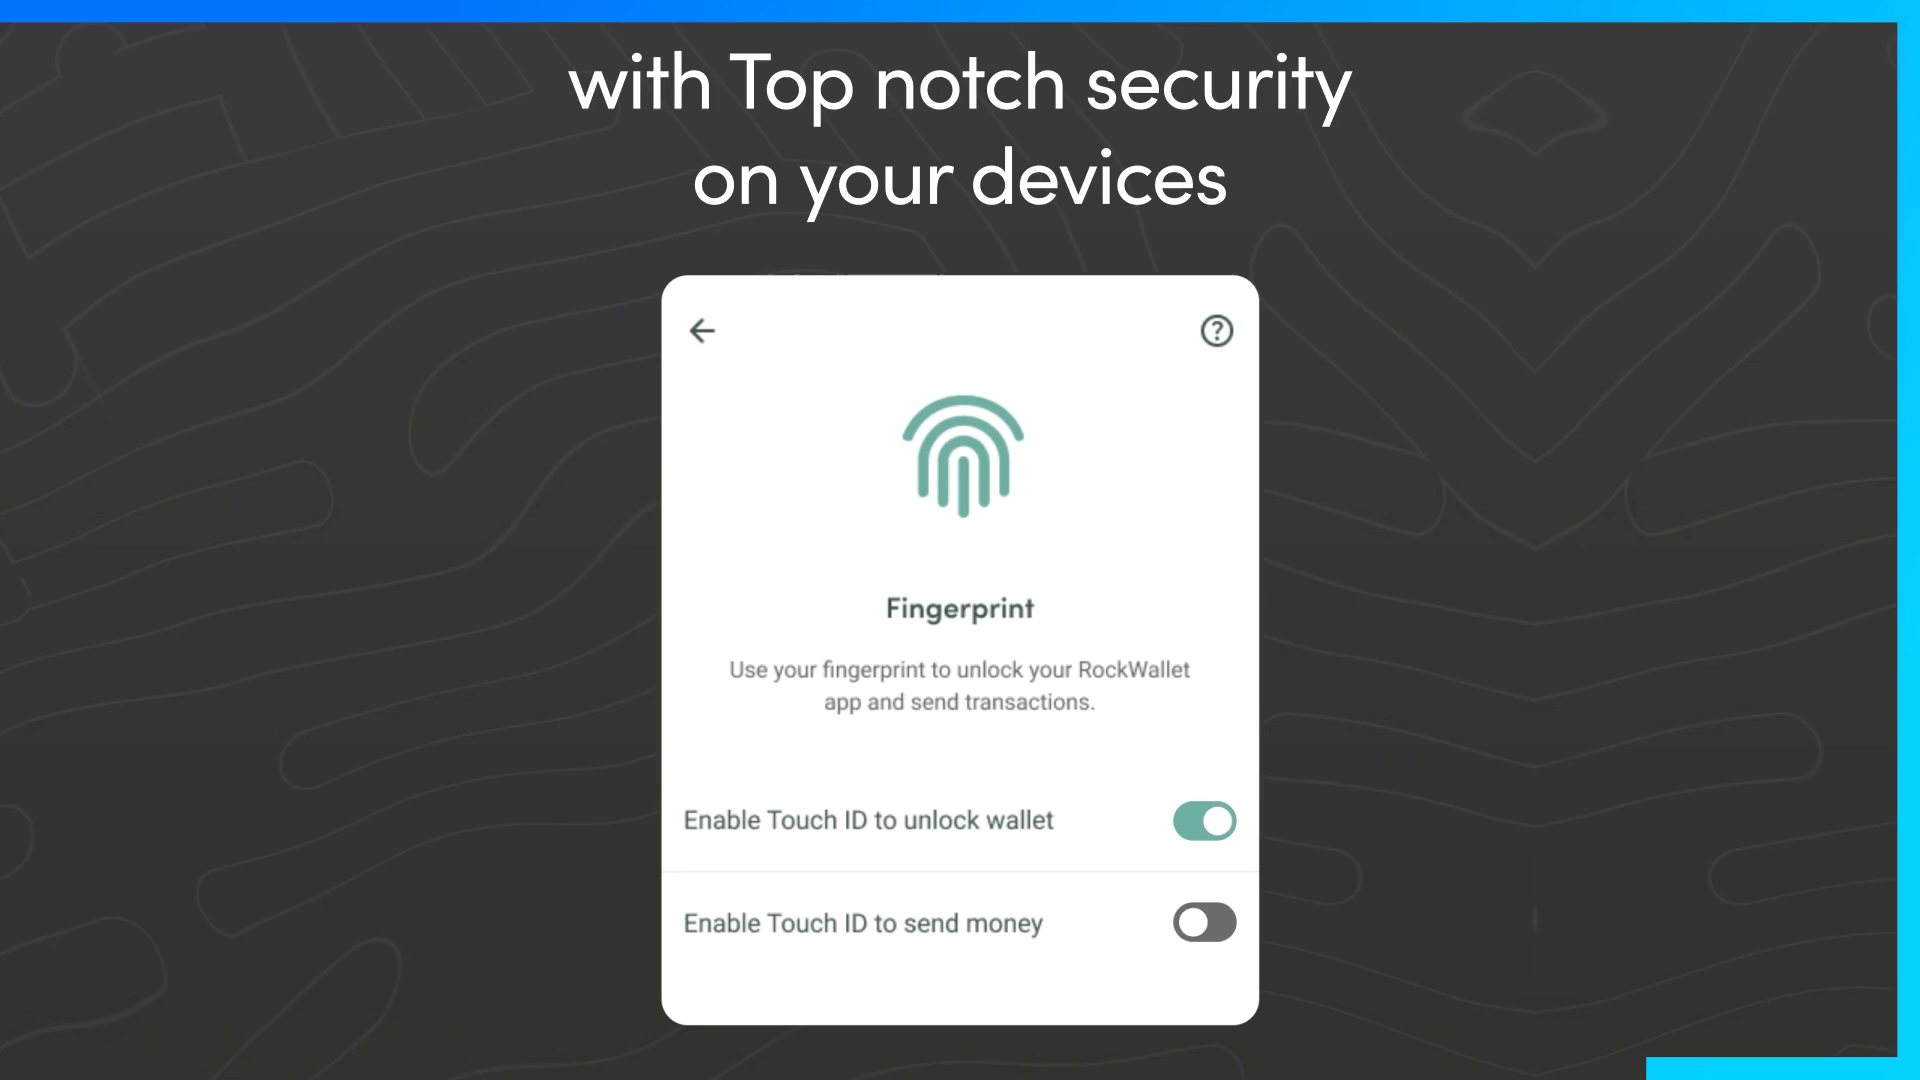 with Top notch security
on your devices
Fingerprint
Use your fingerprint to unlock your RockWallet
app and send transactions.
Enable Touch ID to unlock wallet
Enable Touch ID to send money